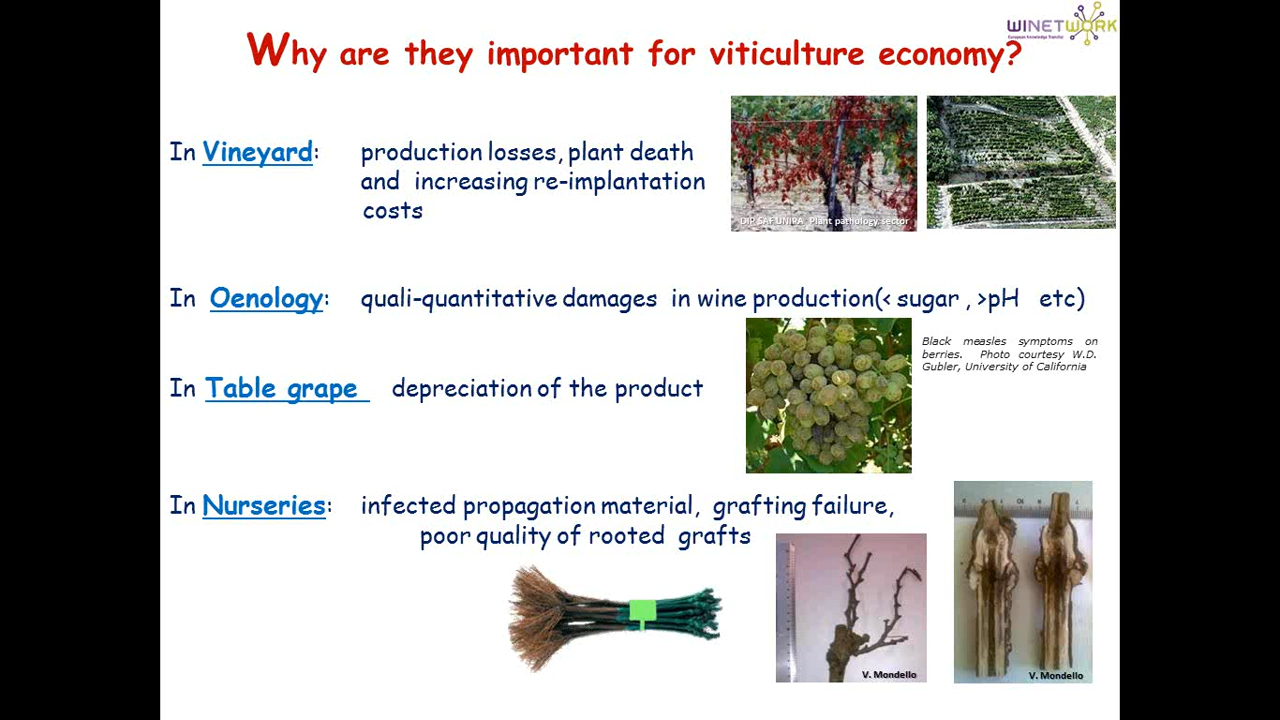 WINETWORK
Why are they important for viticulture economy?
In Vineyard: production losses, plant death
and increasing re-implantation
costs
DIP. SAF UNIPA Plant pathology sector
In Oenology: quali-quantitative damages in wine production(< sugar , >pH etc)
Black measles symptoms on
berries. Photo courtesy W.D.
Gubler, University of California
In Table grape depreciation of the product
In Nurseries: infected propagation material, grafting failure,
poor quality of rooted grafts
V. Mondello
V. Mondello